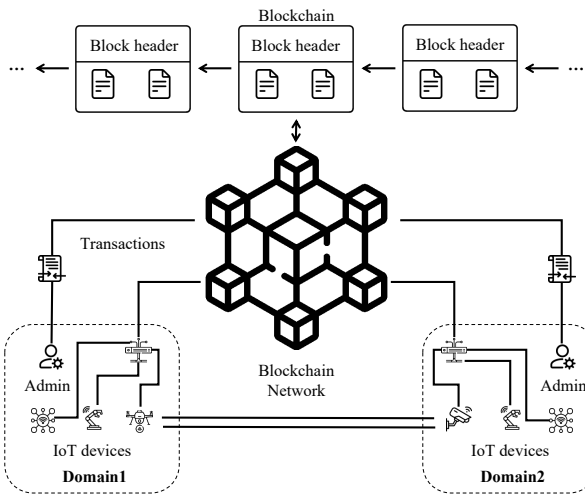 Blockchain
Block header
Block header
Block header
...
...
Transactions
Blockchain
Network
Admin
Admin
IoT devices
IoT devices
Domain1
Domain2